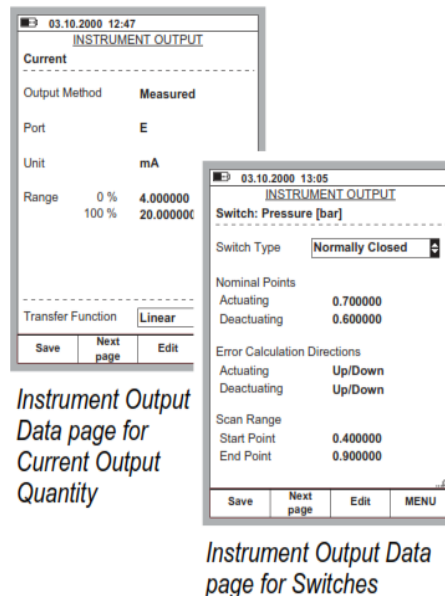 03.10.2000 12:47
INSTRUMENT OUTPUT
Current
Output Method Measured
Port E
Unit mA
Range 0 % 4.000000
100 % 20.000000
Transfer Function Linear
Save Next page Edit
Instrument Output
Data page for
Current Output
Quantity
03.10.2000 13:05
INSTRUMENT OUTPUT
Switch: Pressure [bar]
Switch Type Normally Closed
Nominal Points
Actuating 0.700000
Deactuating 0.600000
Error Calculation Directions
Actuating Up/Down
Deactuating Up/Down
Scan Range
Start Point 0.400000
End Point 0.900000
Save Next page Edit MENU
Instrument Output Data
page for Switches